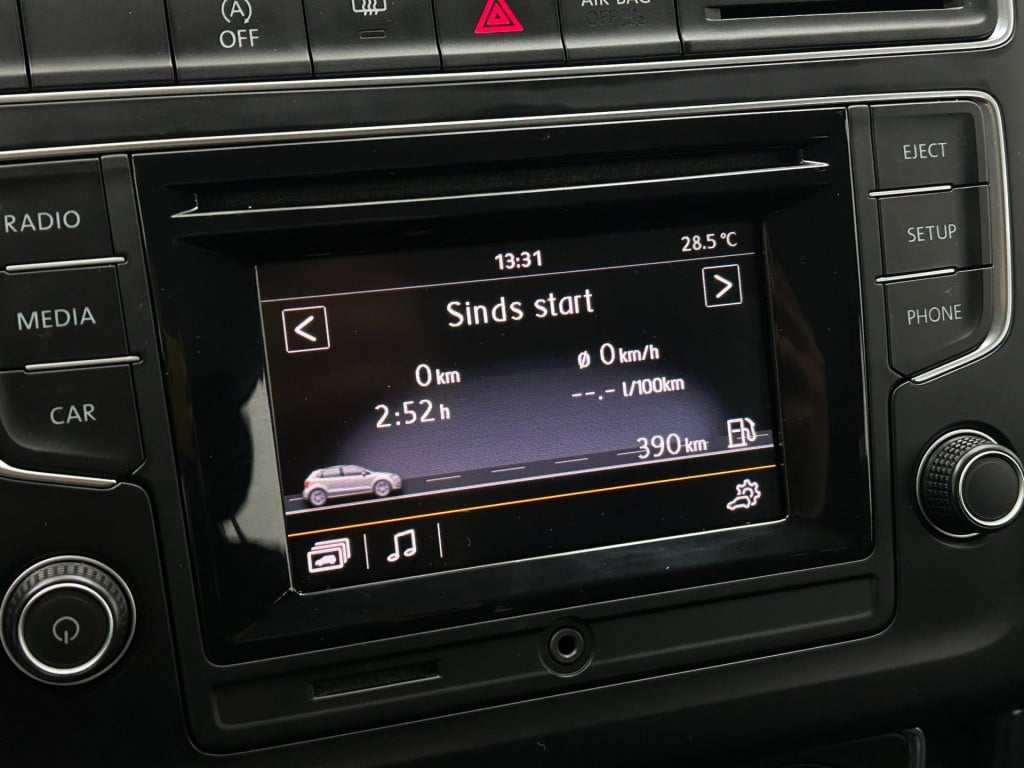 A
OFF
AIR BAG
OFF
EJECT
RADIO
SETUP
MEDIA
PHONE
CAR
13:31
28.5 °C
<
Sinds start
>
0 km
ø 0 km/h
2:52 h
--.- l/100km
390 km